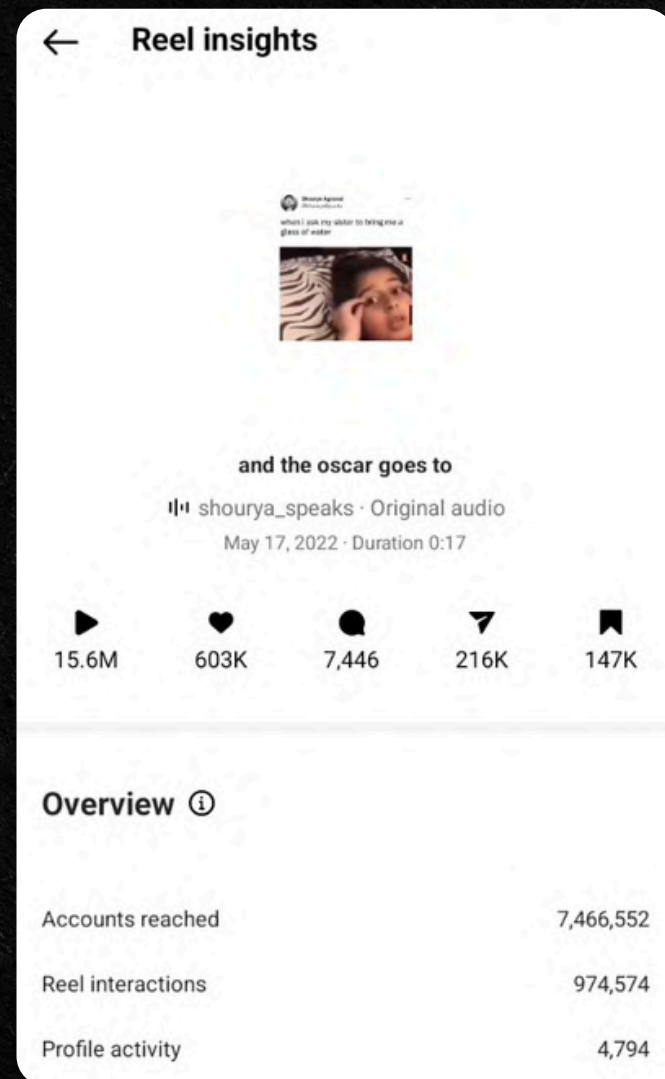 Reel insights
Shourya Agrawal
when i ask my sister to bring me a
glass of water
and the oscar goes to
shourya_speaks · Original audio
May 17, 2022 · Duration 0:17
15.6M 603K 7,446 216K 147K
Overview
Accounts reached 7,466,552
Reel interactions 974,574
Profile activity 4,794